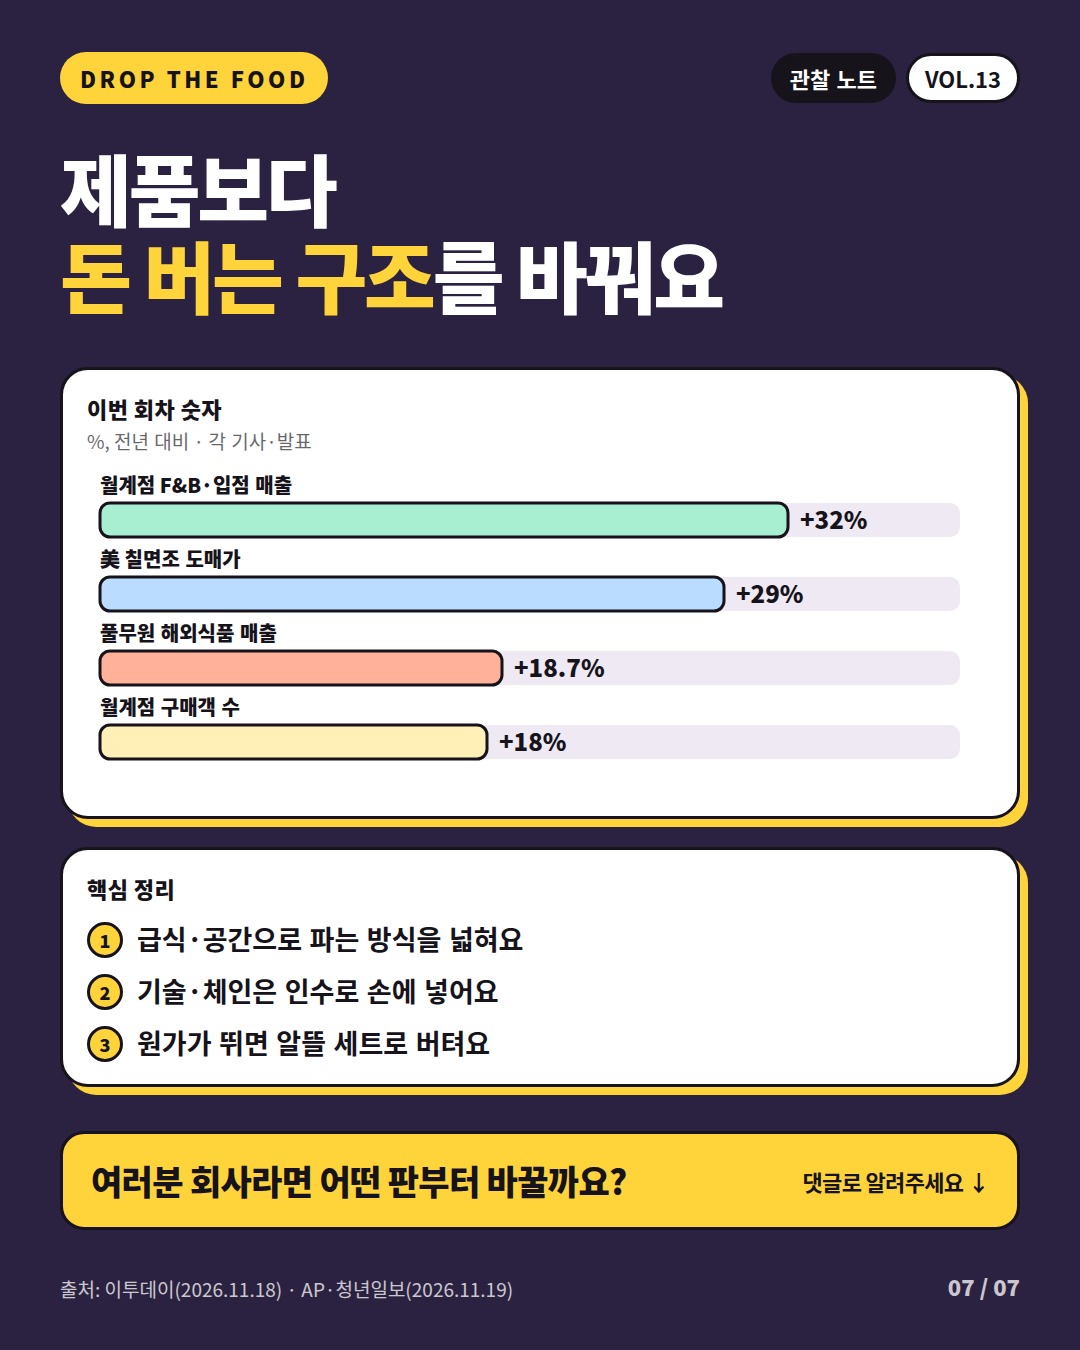 DROP THE FOOD
관찰 노트
VOL.13
제품보다
돈 버는 구조를 바꿔요
이번 회차 숫자
%, 전년 대비 · 각 기사·발표
월계점 F&B·입점 매출
+32%
美 칠면조 도매가
+29%
풀무원 해외식품 매출
+18.7%
월계점 구매객 수
+18%
핵심 정리
1 급식·공간으로 파는 방식을 넓혀요
2 기술·체인은 인수로 손에 넣어요
3 원가가 뛰면 알뜰 세트로 버텨요
여러분 회사라면 어떤 판부터 바꿀까요?
댓글로 알려주세요 ↓
출처: 이투데이(2026.11.18) · AP·청년일보(2026.11.19)
07 / 07